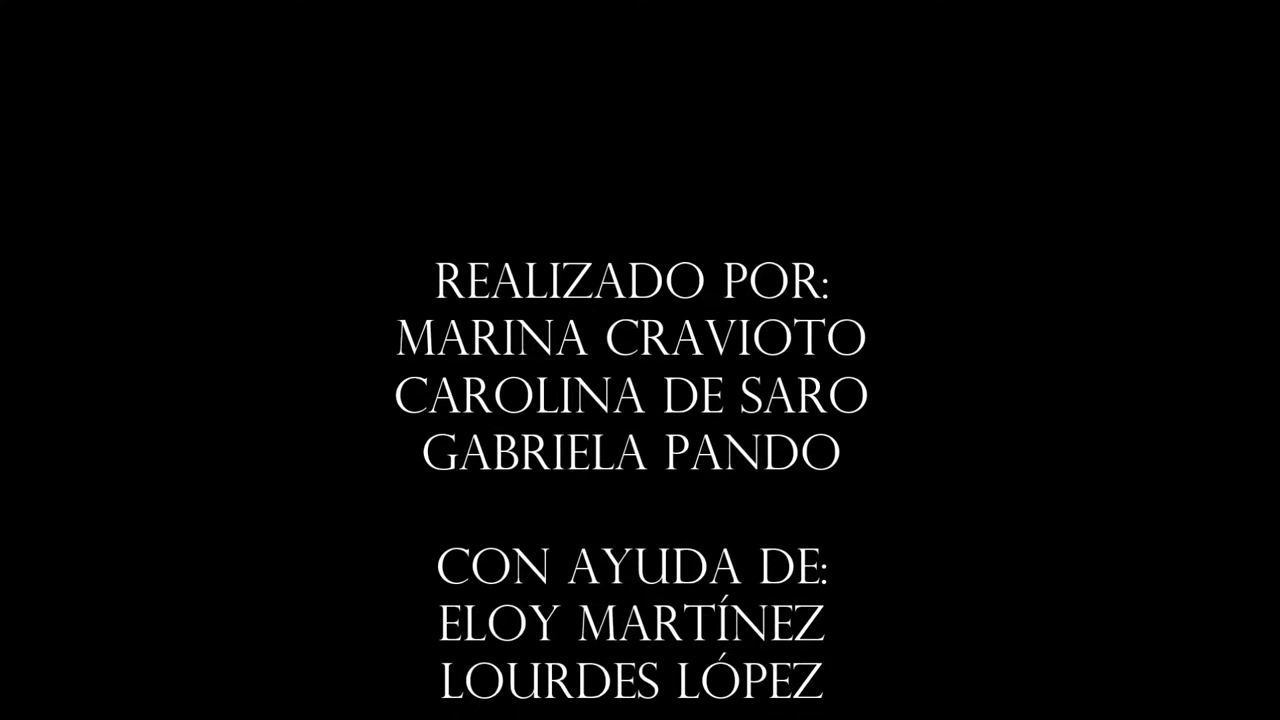 REALIZADO POR:
MARINA CRAVIOTO
CAROLINA DE SARO
GABRIELA PANDO
CON AYUDA DE:
ELOY MARTÍNEZ
LOURDES LÓPEZ